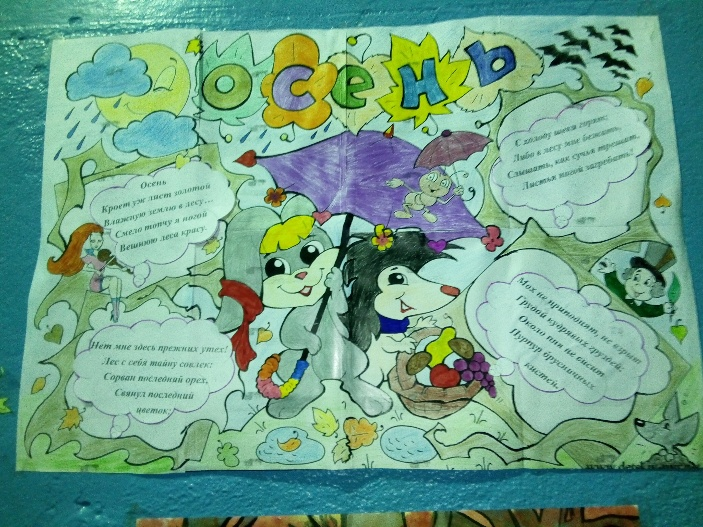 осень
Осень
Кроет уж лист золотой
Влажную землю в лесу...
Смело топчу я ногой
Вешнюю леса красу.
С холоду щеки горят:
Любо в лесу мне бежать,
Слышать, как сучья трещат,
Листья ногой загребать!
Нет мне здесь прежних утех!
Лес с себя тайну совлек:
Сорван последний орех,
Свянул последний
цветок;
Мох не приподнят, не взрыт
Грудой кудрявых груздей;
Около пня не висит
Пурпур брусничных
кистей.